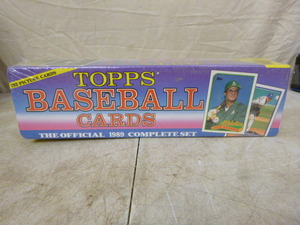 792 PICTURE CARDS
TOPPS
BASEBALL
CARDS
THE OFFICIAL 1989 COMPLETE SET